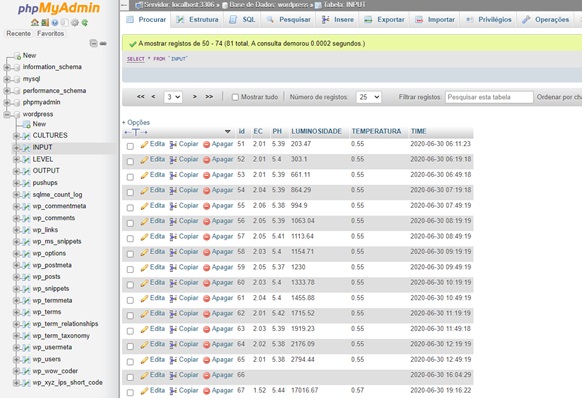 phpMyAdmin
Recente Favoritos
New
information_schema
mysql
performance_schema
phpmyadmin
wordpress
New
CULTURES
INPUT
LEVEL
OUTPUT
pushups
sqlme_count_log
wp_commentmeta
wp_comments
wp_links
wp_ms_snippets
wp_options
wp_postmeta
wp_posts
wp_snippets
wp_termmeta
wp_terms
wp_term_relationships
wp_term_taxonomy
wp_usermeta
wp_users
wp_wow_coder
wp_xyz_ips_short_code
Servidor: localhost:3306 » Base de Dados: wordpress » Tabela: INPUT
Procurar Estrutura SQL Pesquisar Insere Exportar Importar Privilégios Operações
A mostrar registos de 50 - 74 (81 total, A consulta demorou 0.0002 segundos.)
SELECT * FROM `INPUT`
<< < 3 > >> Mostrar tudo Número de registos: 25 Filtrar registos: Pesquisar esta tabela Ordenar por
+ Opções
id EC PH LUMINOSIDADE TEMPERATURA TIME
Edita Copiar Apagar 51 2.01 5.39 203.47 0.55 2020-06-30 06:11:23
Edita Copiar Apagar 52 2.01 5.4 303.1 0.55 2020-06-30 06:19:18
Edita Copiar Apagar 53 2.01 5.39 661.11 0.55 2020-06-30 06:49:18
Edita Copiar Apagar 54 2.01 5.39 864.29 0.55 2020-06-30 07:19:18
Edita Copiar Apagar 55 2.06 5.38 994.9 0.55 2020-06-30 07:49:19
Edita Copiar Apagar 56 2.05 5.39 1063.04 0.55 2020-06-30 08:19:19
Edita Copiar Apagar 57 2.05 5.41 1113.64 0.55 2020-06-30 08:49:19
Edita Copiar Apagar 58 2.03 5.4 1154.71 0.55 2020-06-30 09:19:19
Edita Copiar Apagar 59 2.05 5.37 1230 0.55 2020-06-30 09:49:19
Edita Copiar Apagar 60 2.03 5.4 1333.78 0.55 2020-06-30 10:19:19
Edita Copiar Apagar 61 2.04 5.4 1455.88 0.55 2020-06-30 10:49:19
Edita Copiar Apagar 62 2.01 5.42 1715.52 0.55 2020-06-30 11:19:19
Edita Copiar Apagar 63 2.03 5.39 1919.23 0.55 2020-06-30 11:49:18
Edita Copiar Apagar 64 2.02 5.38 2176.09 0.55 2020-06-30 12:19:19
Edita Copiar Apagar 65 2.01 5.38 2794.44 0.55 2020-06-30 12:49:19
Edita Copiar Apagar 66 2020-06-30 16:04:29
Edita Copiar Apagar 67 1.52 5.44 17016.67 0.57 2020-06-30 19:16:22